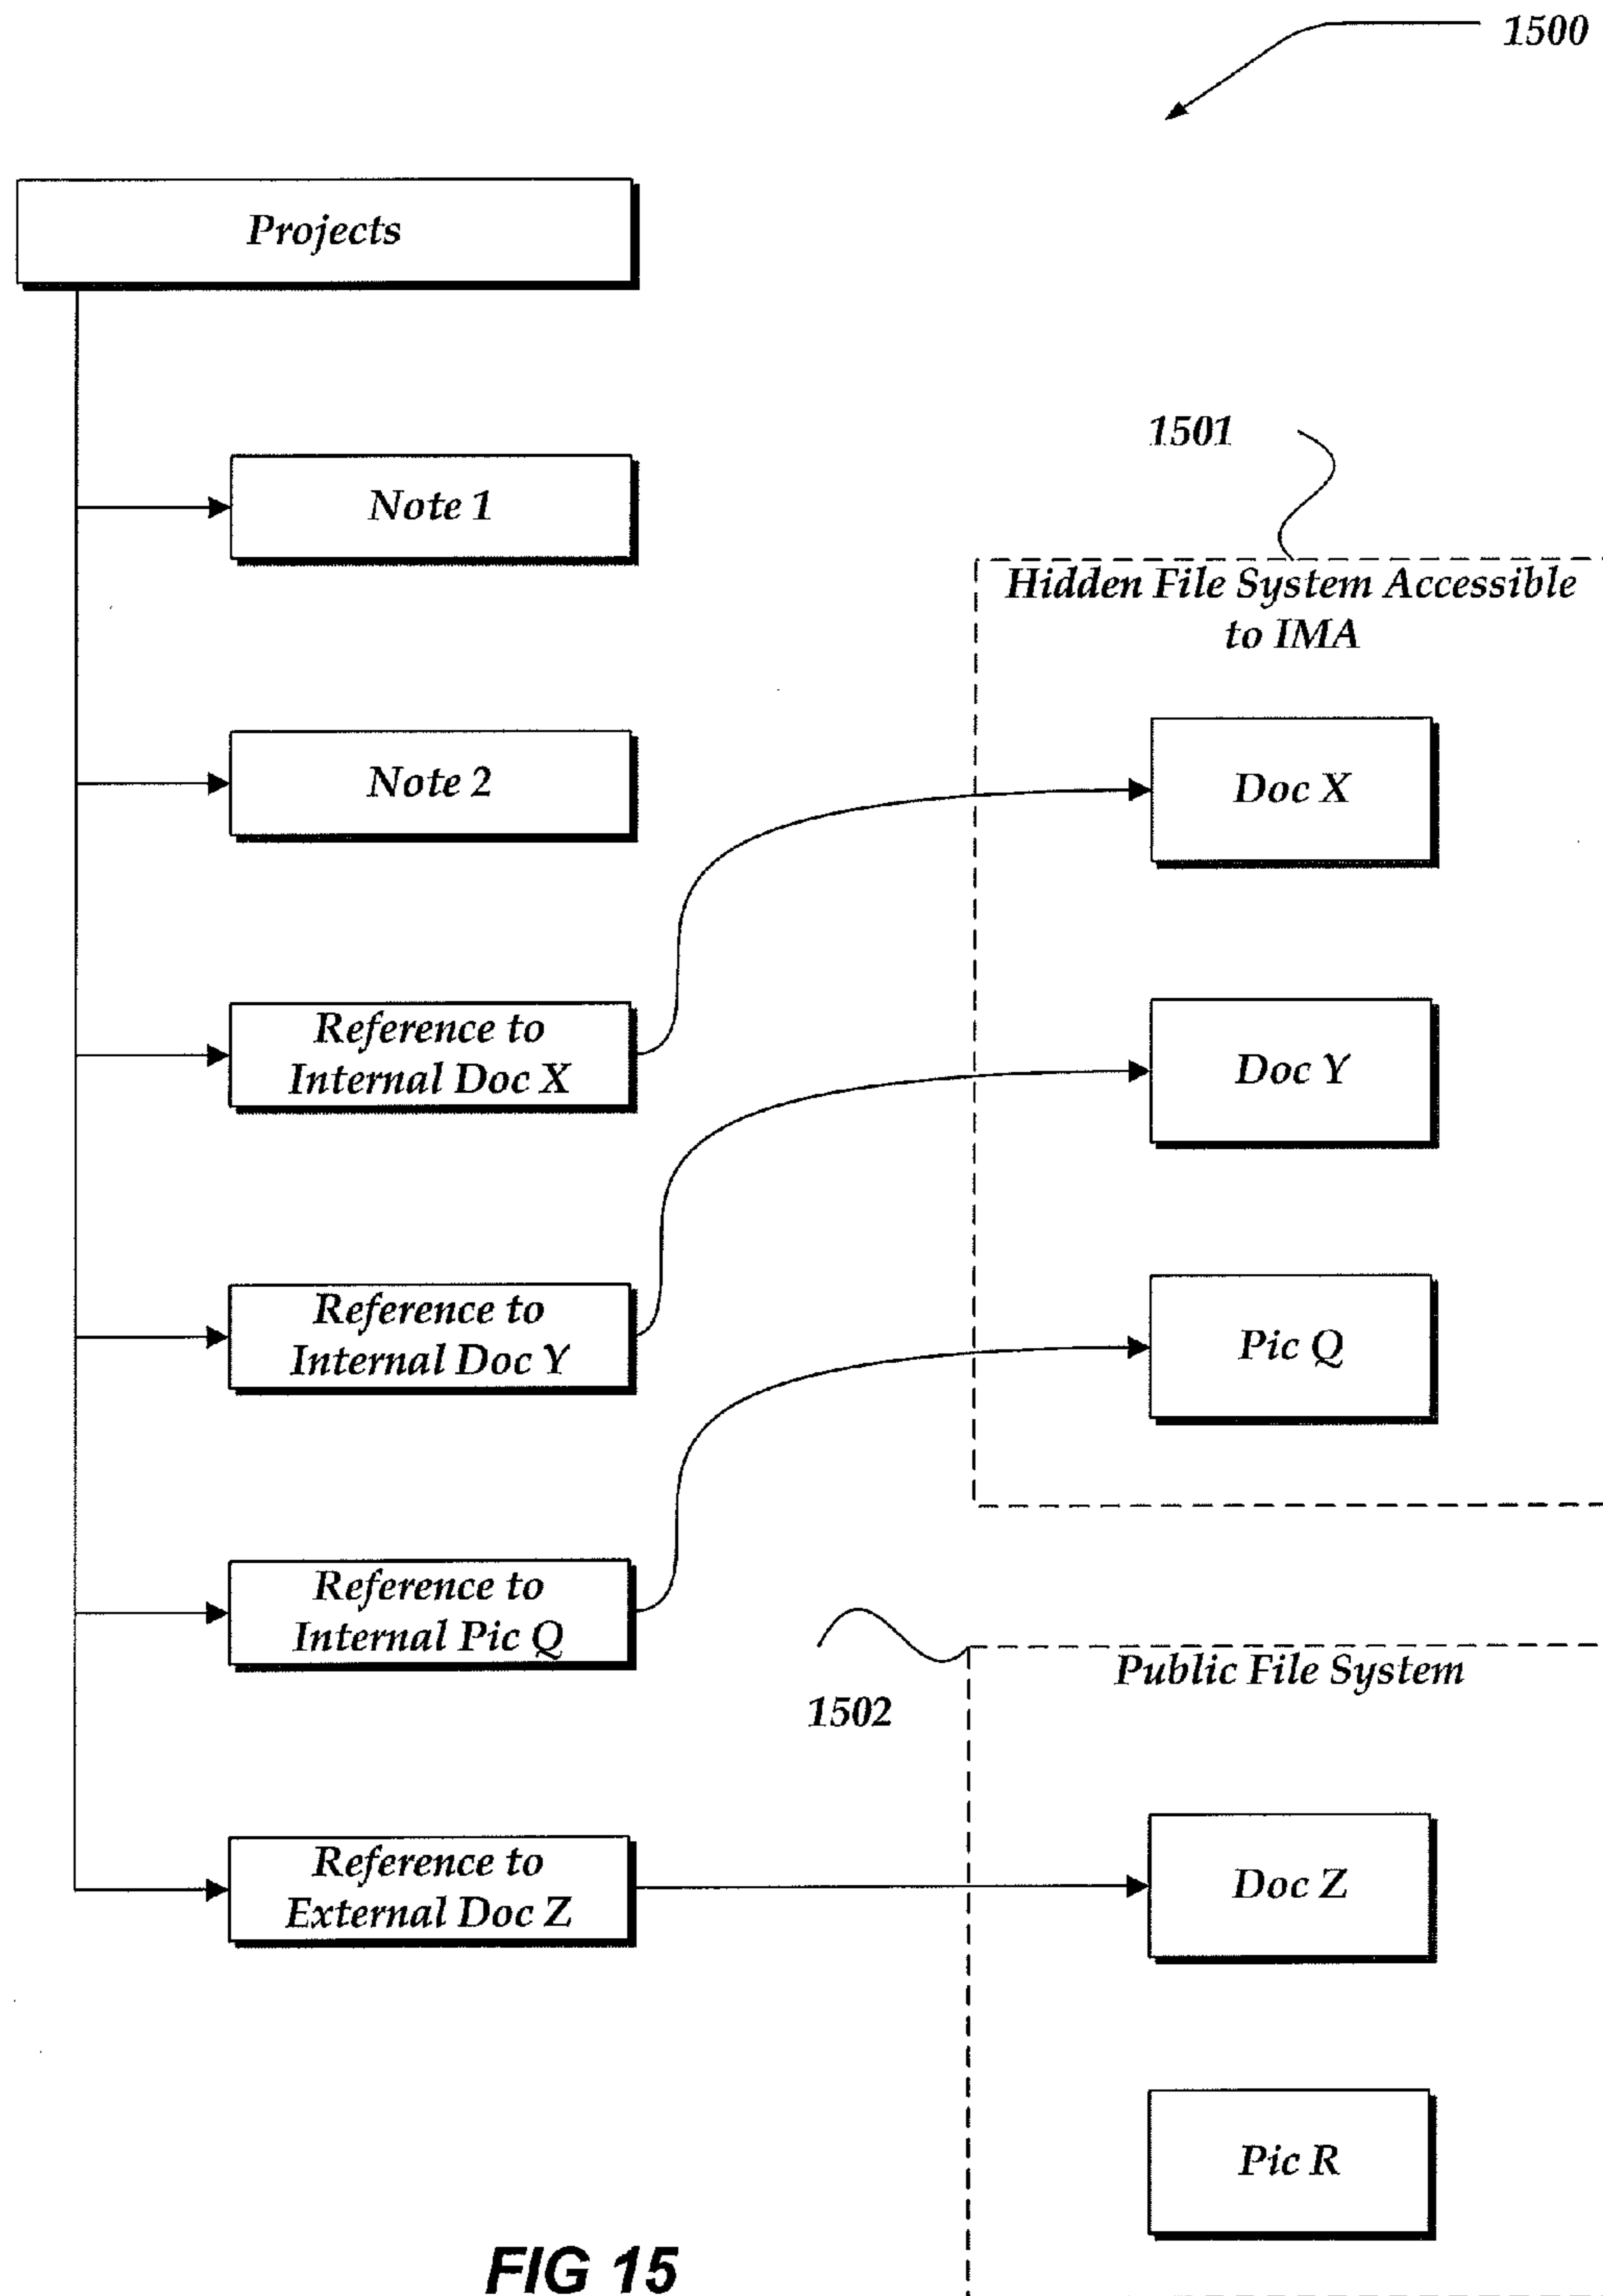 1500
Projects
1501
Note 1
Hidden File System Accessible
to IMA
Note 2
Doc X
Reference to
Internal Doc X
Doc Y
Reference to
Internal Doc Y
Pic Q
Reference to
Internal Pic Q
Public File System
1502
Reference to
External Doc Z
Doc Z
Pic R
FIG 15